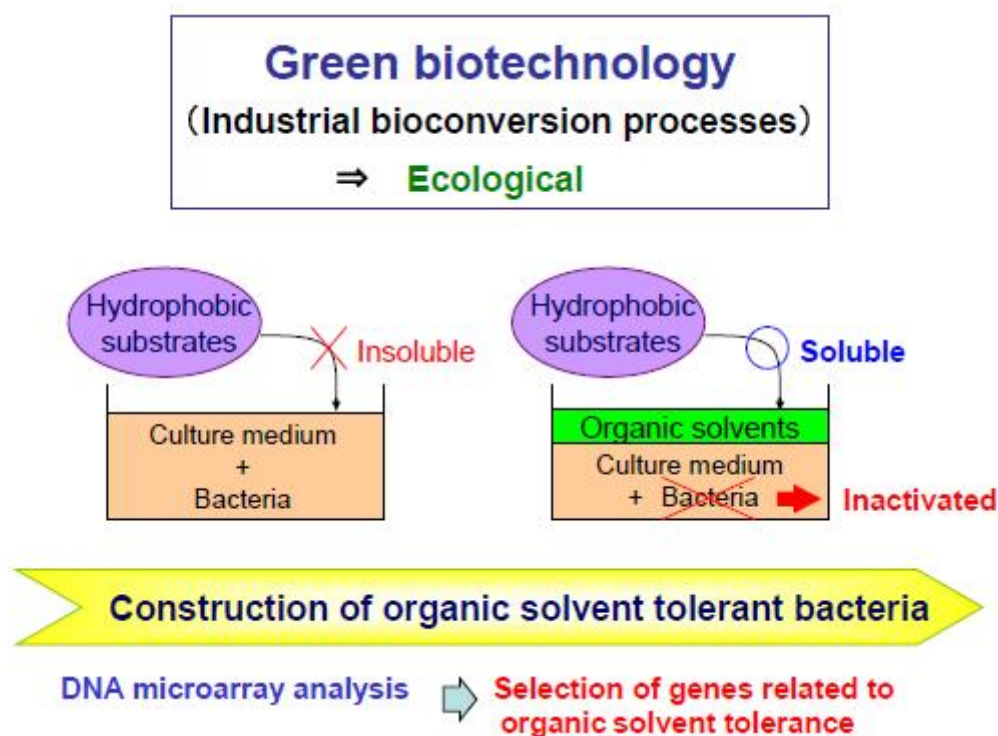 Green biotechnology
（Industrial bioconversion processes）
⇒ Ecological
Hydrophobic
substrates
Insoluble
Culture medium
+
Bacteria
Hydrophobic
substrates
Soluble
Organic solvents
Culture medium
+ Bacteria
Inactivated
Construction of organic solvent tolerant bacteria
DNA microarray analysis
Selection of genes related to
organic solvent tolerance